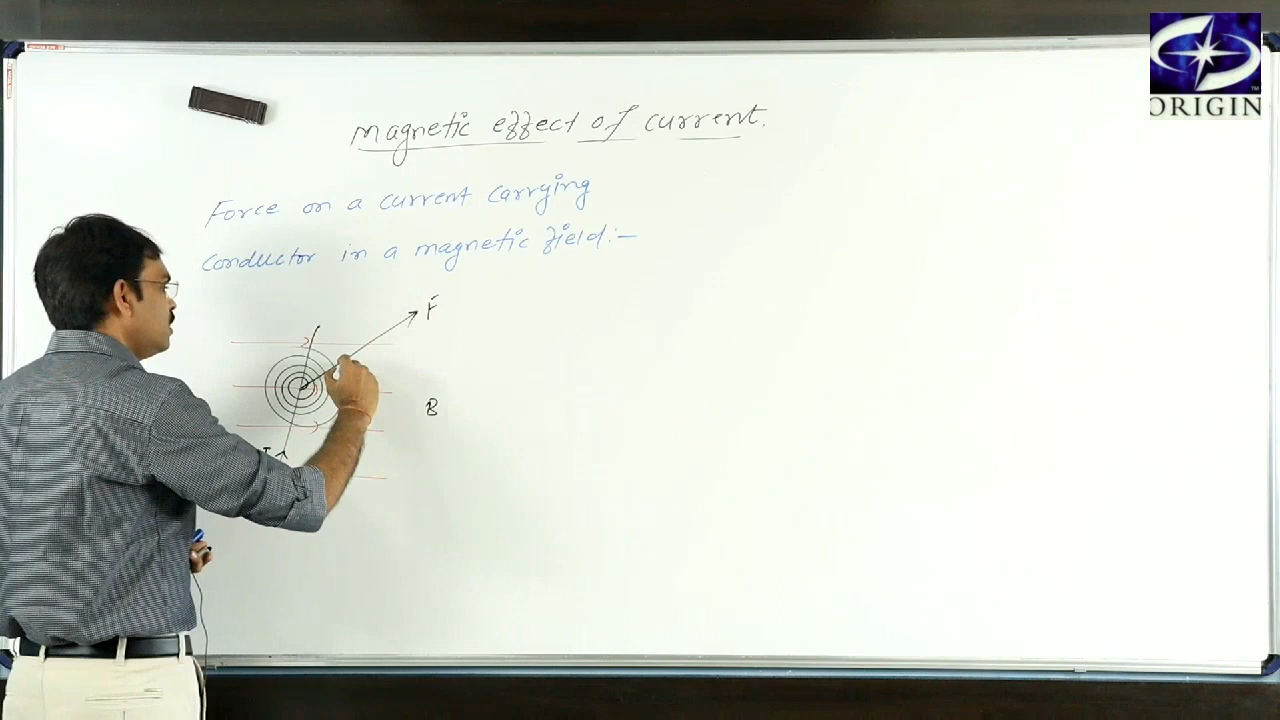 ORIGIN
magnetic effect of current.
Force on a current carrying
conductor in a magnetic field:-
F
B
I